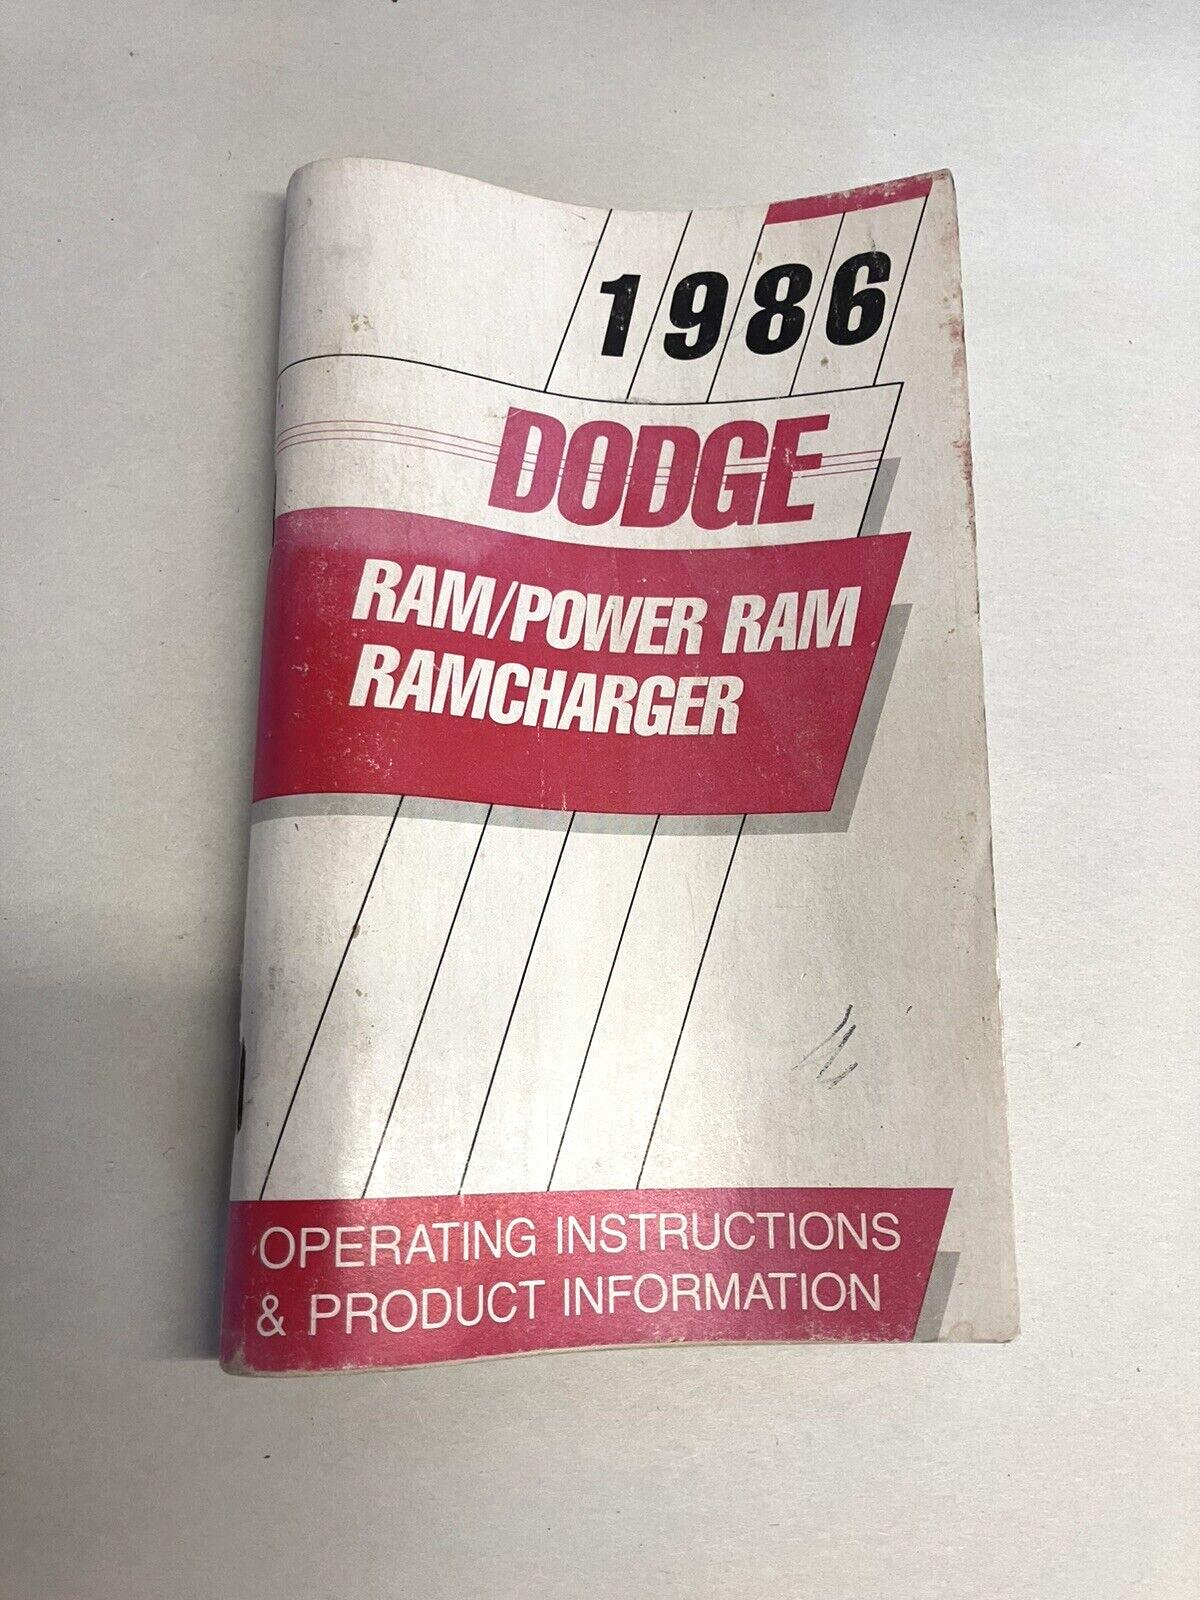 1986
DODGE
RAM/POWER RAM
RAMCHARGER
OPERATING INSTRUCTIONS
& PRODUCT INFORMATION